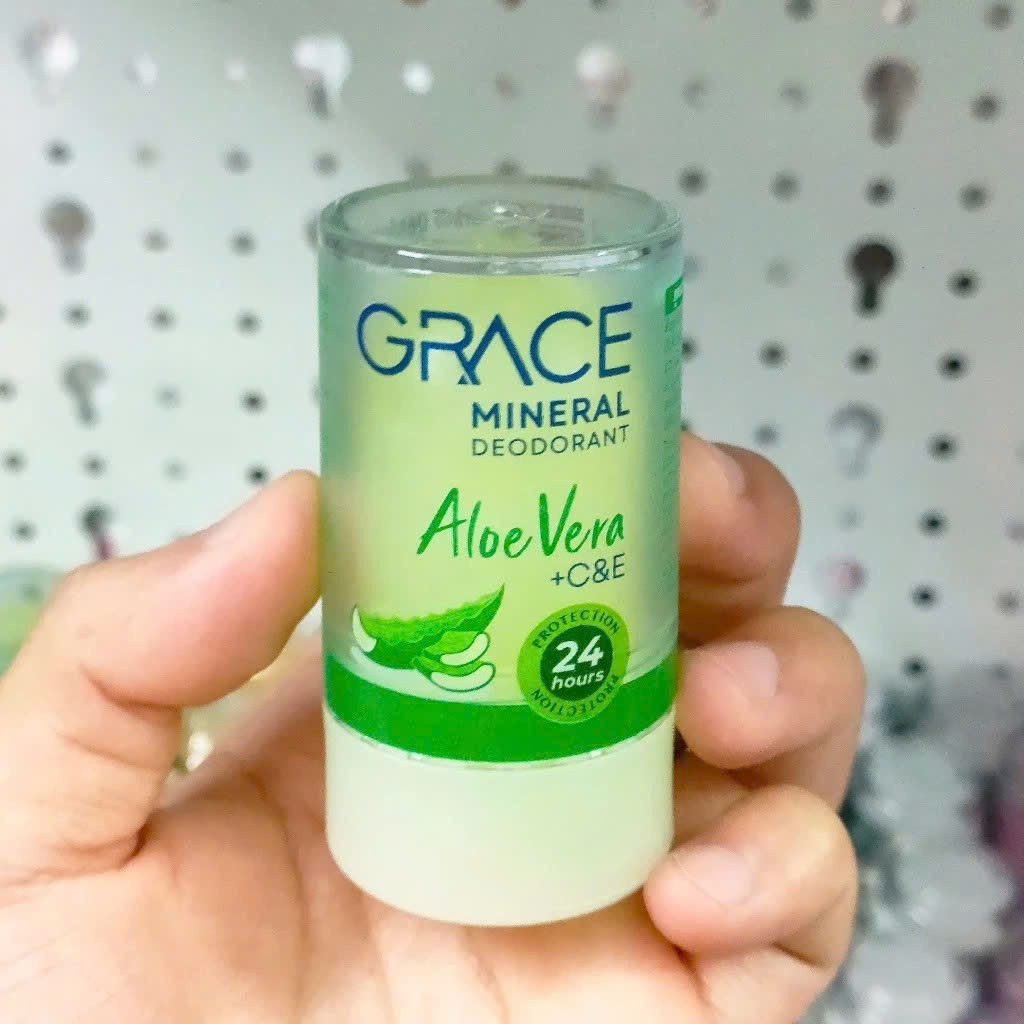 GRACE
MINERAL
DEODORANT
Aloe Vera
+C&E
PROTECTION
24
hours
PROTECTION